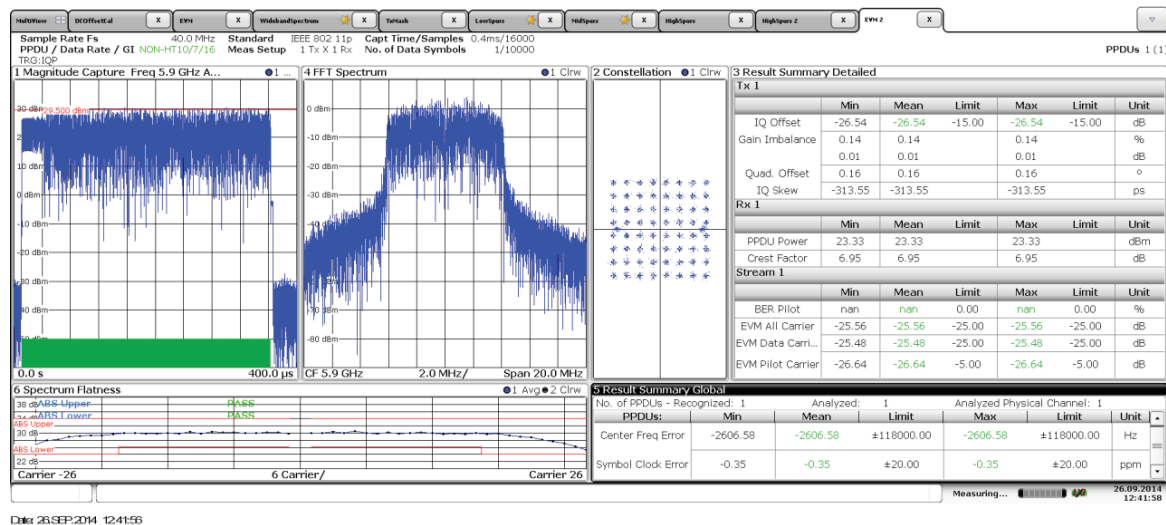 MultiView DCOffsetCal X EVM X WidebandSpectrum X TxMask X LowSpurs X MidSpurs X HighSpurs X HighSpurs 2 X EVM 2 X
Sample Rate Fs 40.0 MHz Standard IEEE 802 11p Capt Time/Samples 0.4ms/16000
PPDU / Data Rate / GI NON-HT10/7/16 Meas Setup 1 Tx X 1 Rx No. of Data Symbols 1/10000 PPDUs 1 (1)
TRG:IQP
1 Magnitude Capture Freq 5.9 GHz A... 1 ...
30 dBm 29.500 dBm
10 dBm
0 dBm
-10 dBm
0.0 s 400.0 µs
4 FFT Spectrum 1 Clrw
0 dBm
-10 dBm
-20 dBm
-30 dBm
-40 dBm
-70 dBm
-80 dBm
CF 5.9 GHz 2.0 MHz/ Span 20.0 MHz
2 Constellation 1 Clrw
3 Result Summary Detailed
Tx 1
Min Mean Limit Max Limit Unit
IQ Offset -26.54 -26.54 -15.00 -26.54 -15.00 dB
Gain Imbalance 0.14 0.14 0.14 %
0.01 0.01 0.01 dB
Quad. Offset 0.16 0.16 0.16 °
IQ Skew -313.55 -313.55 -313.55 ps
Rx 1
Min Mean Limit Max Limit Unit
PPDU Power 23.33 23.33 23.33 dBm
Crest Factor 6.95 6.95 6.95 dB
Stream 1
Min Mean Limit Max Limit Unit
BER Pilot nan nan 0.00 nan 0.00 %
EVM All Carrier -25.56 -25.56 -25.00 -25.56 -25.00 dB
EVM Data Carri... -25.48 -25.48 -25.00 -25.48 -25.00 dB
EVM Pilot Carrier -26.64 -26.64 -5.00 -26.64 -5.00 dB
6 Spectrum Flatness 1 Avg 2 Clrw
38 dB ABS Upper PASS
ABS Lower PASS
ABS Upper
30 dB
ABS Lower
22 dB
Carrier -26 6 Carrier/ Carrier 26
5 Result Summary Global
No. of PPDUs - Recognized: 1 Analyzed: 1 Analyzed Physical Channel: 1
PPDUs: Min Mean Limit Max Limit Unit
Center Freq Error -2606.58 -2606.58 ±118000.00 -2606.58 ±118000.00 Hz
Symbol Clock Error -0.35 -0.35 ±20.00 -0.35 ±20.00 ppm
Measuring... 26.09.2014
12:41:58
Date: 26.SEP.2014 12:41:56